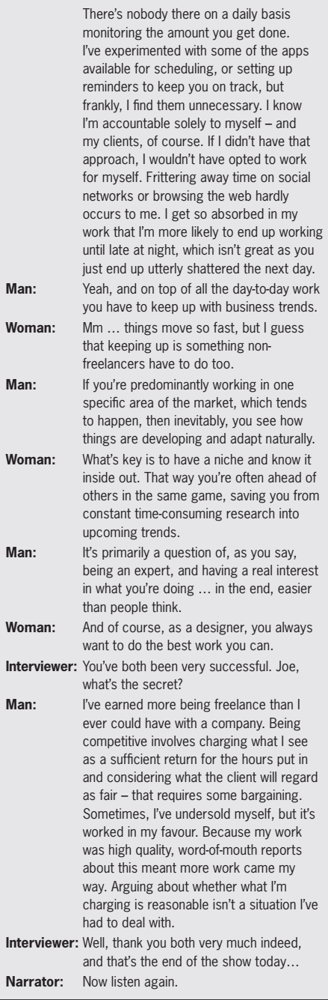 There's nobody there on a daily basis
monitoring the amount you get done.
I've experimented with some of the apps
available for scheduling, or setting up
reminders to keep you on track, but
frankly, I find them unnecessary. I know
I'm accountable solely to myself – and
my clients, of course. If I didn't have that
approach, I wouldn't have opted to work
for myself. Frittering away time on social
networks or browsing the web hardly
occurs to me. I get so absorbed in my
work that I'm more likely to end up working
until late at night, which isn't great as you
just end up utterly shattered the next day.
Man: Yeah, and on top of all the day-to-day work
you have to keep up with business trends.
Woman: Mm … things move so fast, but I guess
that keeping up is something non-
freelancers have to do too.
Man: If you're predominantly working in one
specific area of the market, which tends
to happen, then inevitably, you see how
things are developing and adapt naturally.
Woman: What's key is to have a niche and know it
inside out. That way you're often ahead of
others in the same game, saving you from
constant time-consuming research into
upcoming trends.
Man: It's primarily a question of, as you say,
being an expert, and having a real interest
in what you're doing … in the end, easier
than people think.
Woman: And of course, as a designer, you always
want to do the best work you can.
Interviewer: You've both been very successful. Joe,
what's the secret?
Man: I've earned more being freelance than I
ever could have with a company. Being
competitive involves charging what I see
as a sufficient return for the hours put in
and considering what the client will regard
as fair – that requires some bargaining.
Sometimes, I've undersold myself, but it's
worked in my favour. Because my work
was high quality, word-of-mouth reports
about this meant more work came my
way. Arguing about whether what I'm
charging is reasonable isn't a situation I've
had to deal with.
Interviewer: Well, thank you both very much indeed,
and that's the end of the show today…
Narrator: Now listen again.